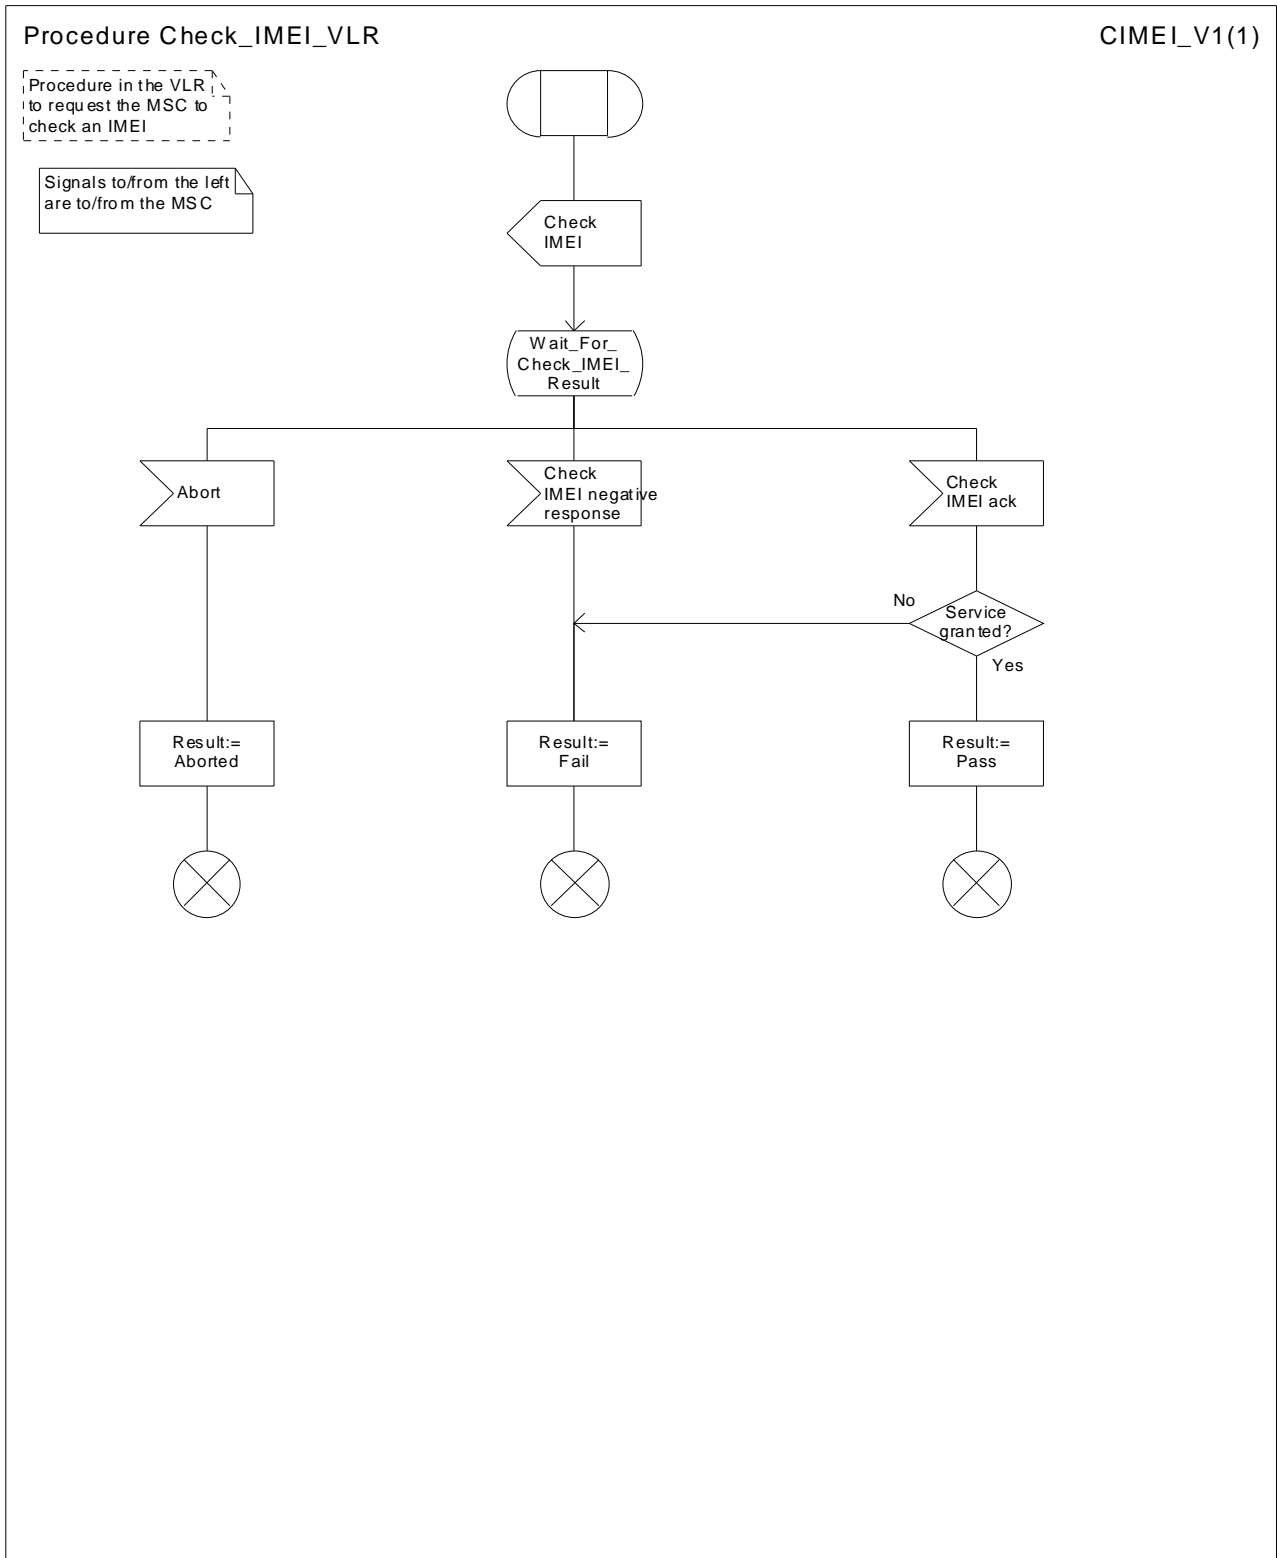 Procedure Check_IMEI_VLR
CIMEI_V1(1)
Procedure in the VLR
to request the MSC to
check an IMEI
Signals to/from the left
are to/from the MSC
Check
IMEI
Wait_For_
Check_IMEI_
Result
Abort
Check
IMEI negative
response
Check
IMEI ack
No
Service
granted?
Yes
Result:=
Aborted
Result:=
Fail
Result:=
Pass